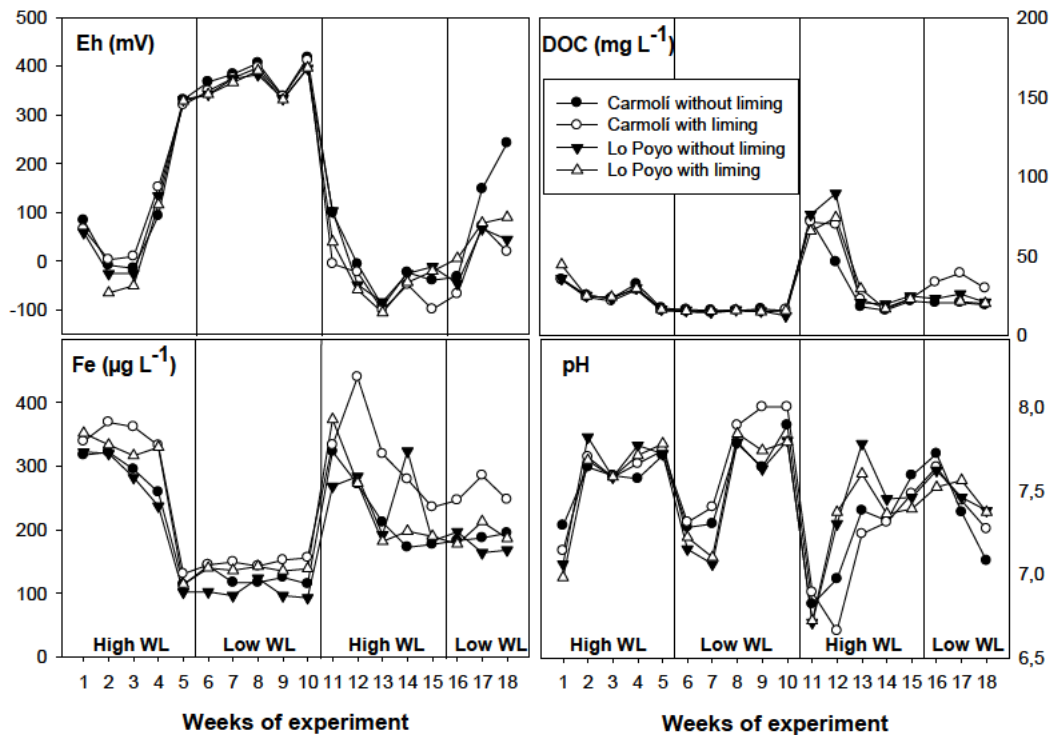 Eh (mV)
500
400
300
200
100
0
-100
DOC (mg L-1)
200
150
100
50
0
Carmolí without liming
Carmolí with liming
Lo Poyo without liming
Lo Poyo with liming
Fe (µg L-1)
400
300
200
100
0
High WL Low WL High WL Low WL
1 2 3 4 5 6 7 8 9 10 11 12 13 14 15 16 17 18
Weeks of experiment
pH
8,0
7,5
7,0
6,5
High WL Low WL High WL Low WL
1 2 3 4 5 6 7 8 9 10 11 12 13 14 15 16 17 18
Weeks of experiment